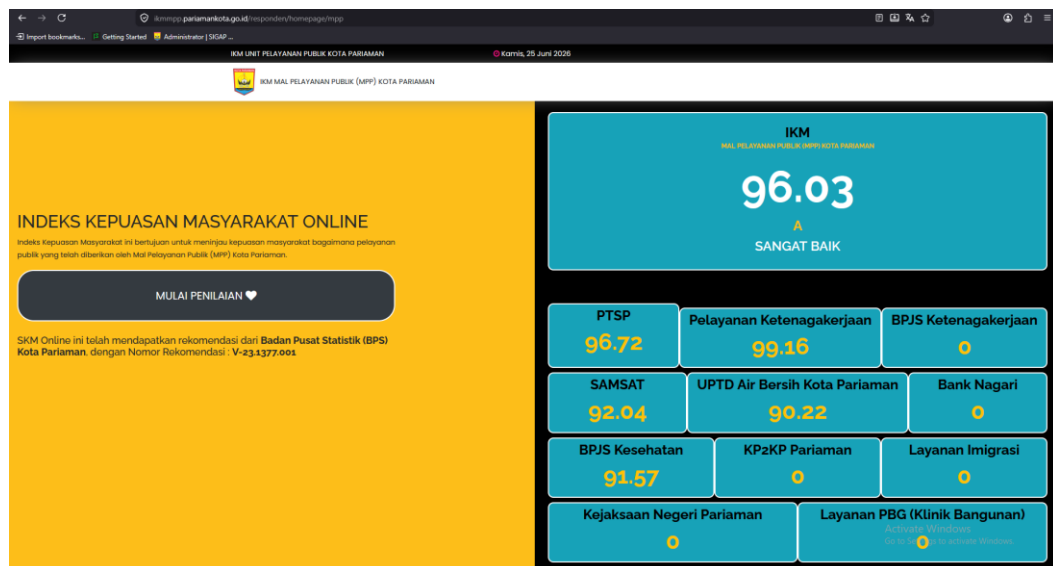 ikmmpp.pariamankota.go.id/responden/homepage/mpp
Import bookmarks... Getting Started Administrator | SIGAP ...
IKM UNIT PELAYANAN PUBLIK KOTA PARIAMAN
Kamis, 25 Juni 2026
IKM MAL PELAYANAN PUBLIK (MPP) KOTA PARIAMAN
INDEKS KEPUASAN MASYARAKAT ONLINE
Indeks Kepuasan Masyarakat ini bertujuan untuk meninjau kepuasan masyarakat bagaimana pelayanan
publik yang telah diberikan oleh Mal Pelayanan Publik (MPP) Kota Pariaman.
MULAI PENILAIAN
SKM Online ini telah mendapatkan rekomendasi dari Badan Pusat Statistik (BPS)
Kota Pariaman, dengan Nomor Rekomendasi : V-23.1377.001
IKM
MAL PELAYANAN PUBLIK (MPP) KOTA PARIAMAN
96.03
A
SANGAT BAIK
PTSP
96.72
Pelayanan Ketenagakerjaan
99.16
BPJS Ketenagakerjaan
0
SAMSAT
92.04
UPTD Air Bersih Kota Pariaman
90.22
Bank Nagari
0
BPJS Kesehatan
91.57
KP2KP Pariaman
0
Layanan Imigrasi
0
Kejaksaan Negeri Pariaman
0
Layanan PBG (Klinik Bangunan)
0
Activate Windows
Go to Settings to activate Windows.